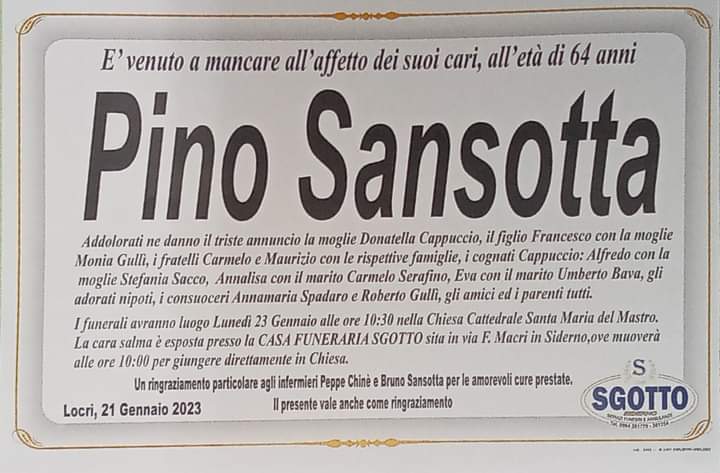 E' venuto a mancare all'affetto dei suoi cari, all'età di 64 anni
Pino Sansotta
Addolorati ne danno il triste annuncio la moglie Donatella Cappuccio, il figlio Francesco con la moglie
Monia Gullì, i fratelli Carmelo e Maurizio con le rispettive famiglie, i cognati Cappuccio: Alfredo con la
moglie Stefania Sacco, Annalisa con il marito Carmelo Serafino, Eva con il marito Umberto Bava, gli
adorati nipoti, i consuoceri Annamaria Spadaro e Roberto Gullì, gli amici ed i parenti tutti.
I funerali avranno luogo Lunedì 23 Gennaio alle ore 10:30 nella Chiesa Cattedrale Santa Maria del Mastro.
La cara salma è esposta presso la CASA FUNERARIA SGOTTO sita in via F. Macrì in Siderno,ove muoverà
alle ore 10:00 per giungere direttamente in Chiesa.
Un ringraziamento particolare agli infermieri Peppe Chinè e Bruno Sansotta per le amorevoli cure prestate.
Locri, 21 Gennaio 2023
Il presente vale anche come ringraziamento
S
SGOTTO
SIDERNO
SERVIZI FUNEBRI E AMBULANZE